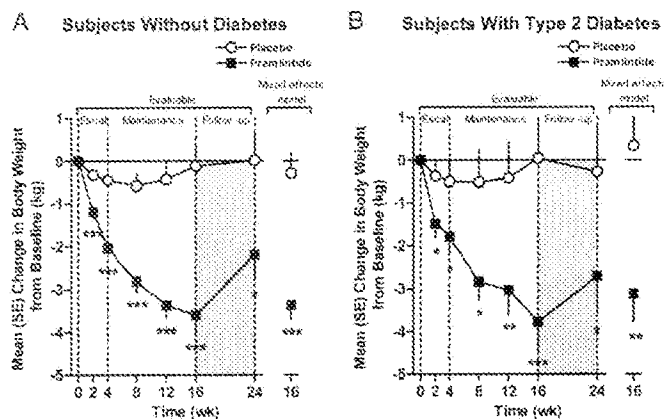 A Subjects Without Diabetes
Placebo
Pramlintide
Mixed effects
model
Evaluable
Maintenance
Follow-up
Mean (SE) Change in Body Weight
from Baseline (kg)
1
0
-1
-2
-3
-4
-5
***
***
***
***
***
*
***
0 2 4 8 12 16 24 16
Time (wk)
B Subjects With Type 2 Diabetes
Placebo
Pramlintide
Mixed effects
model
Evaluable
Maintenance
Follow-up
Mean (SE) Change in Body Weight
from Baseline (kg)
1
0
-1
-2
-3
-4
-5
*
*
*
**
***
*
**
0 2 4 8 12 16 24 16
Time (wk)